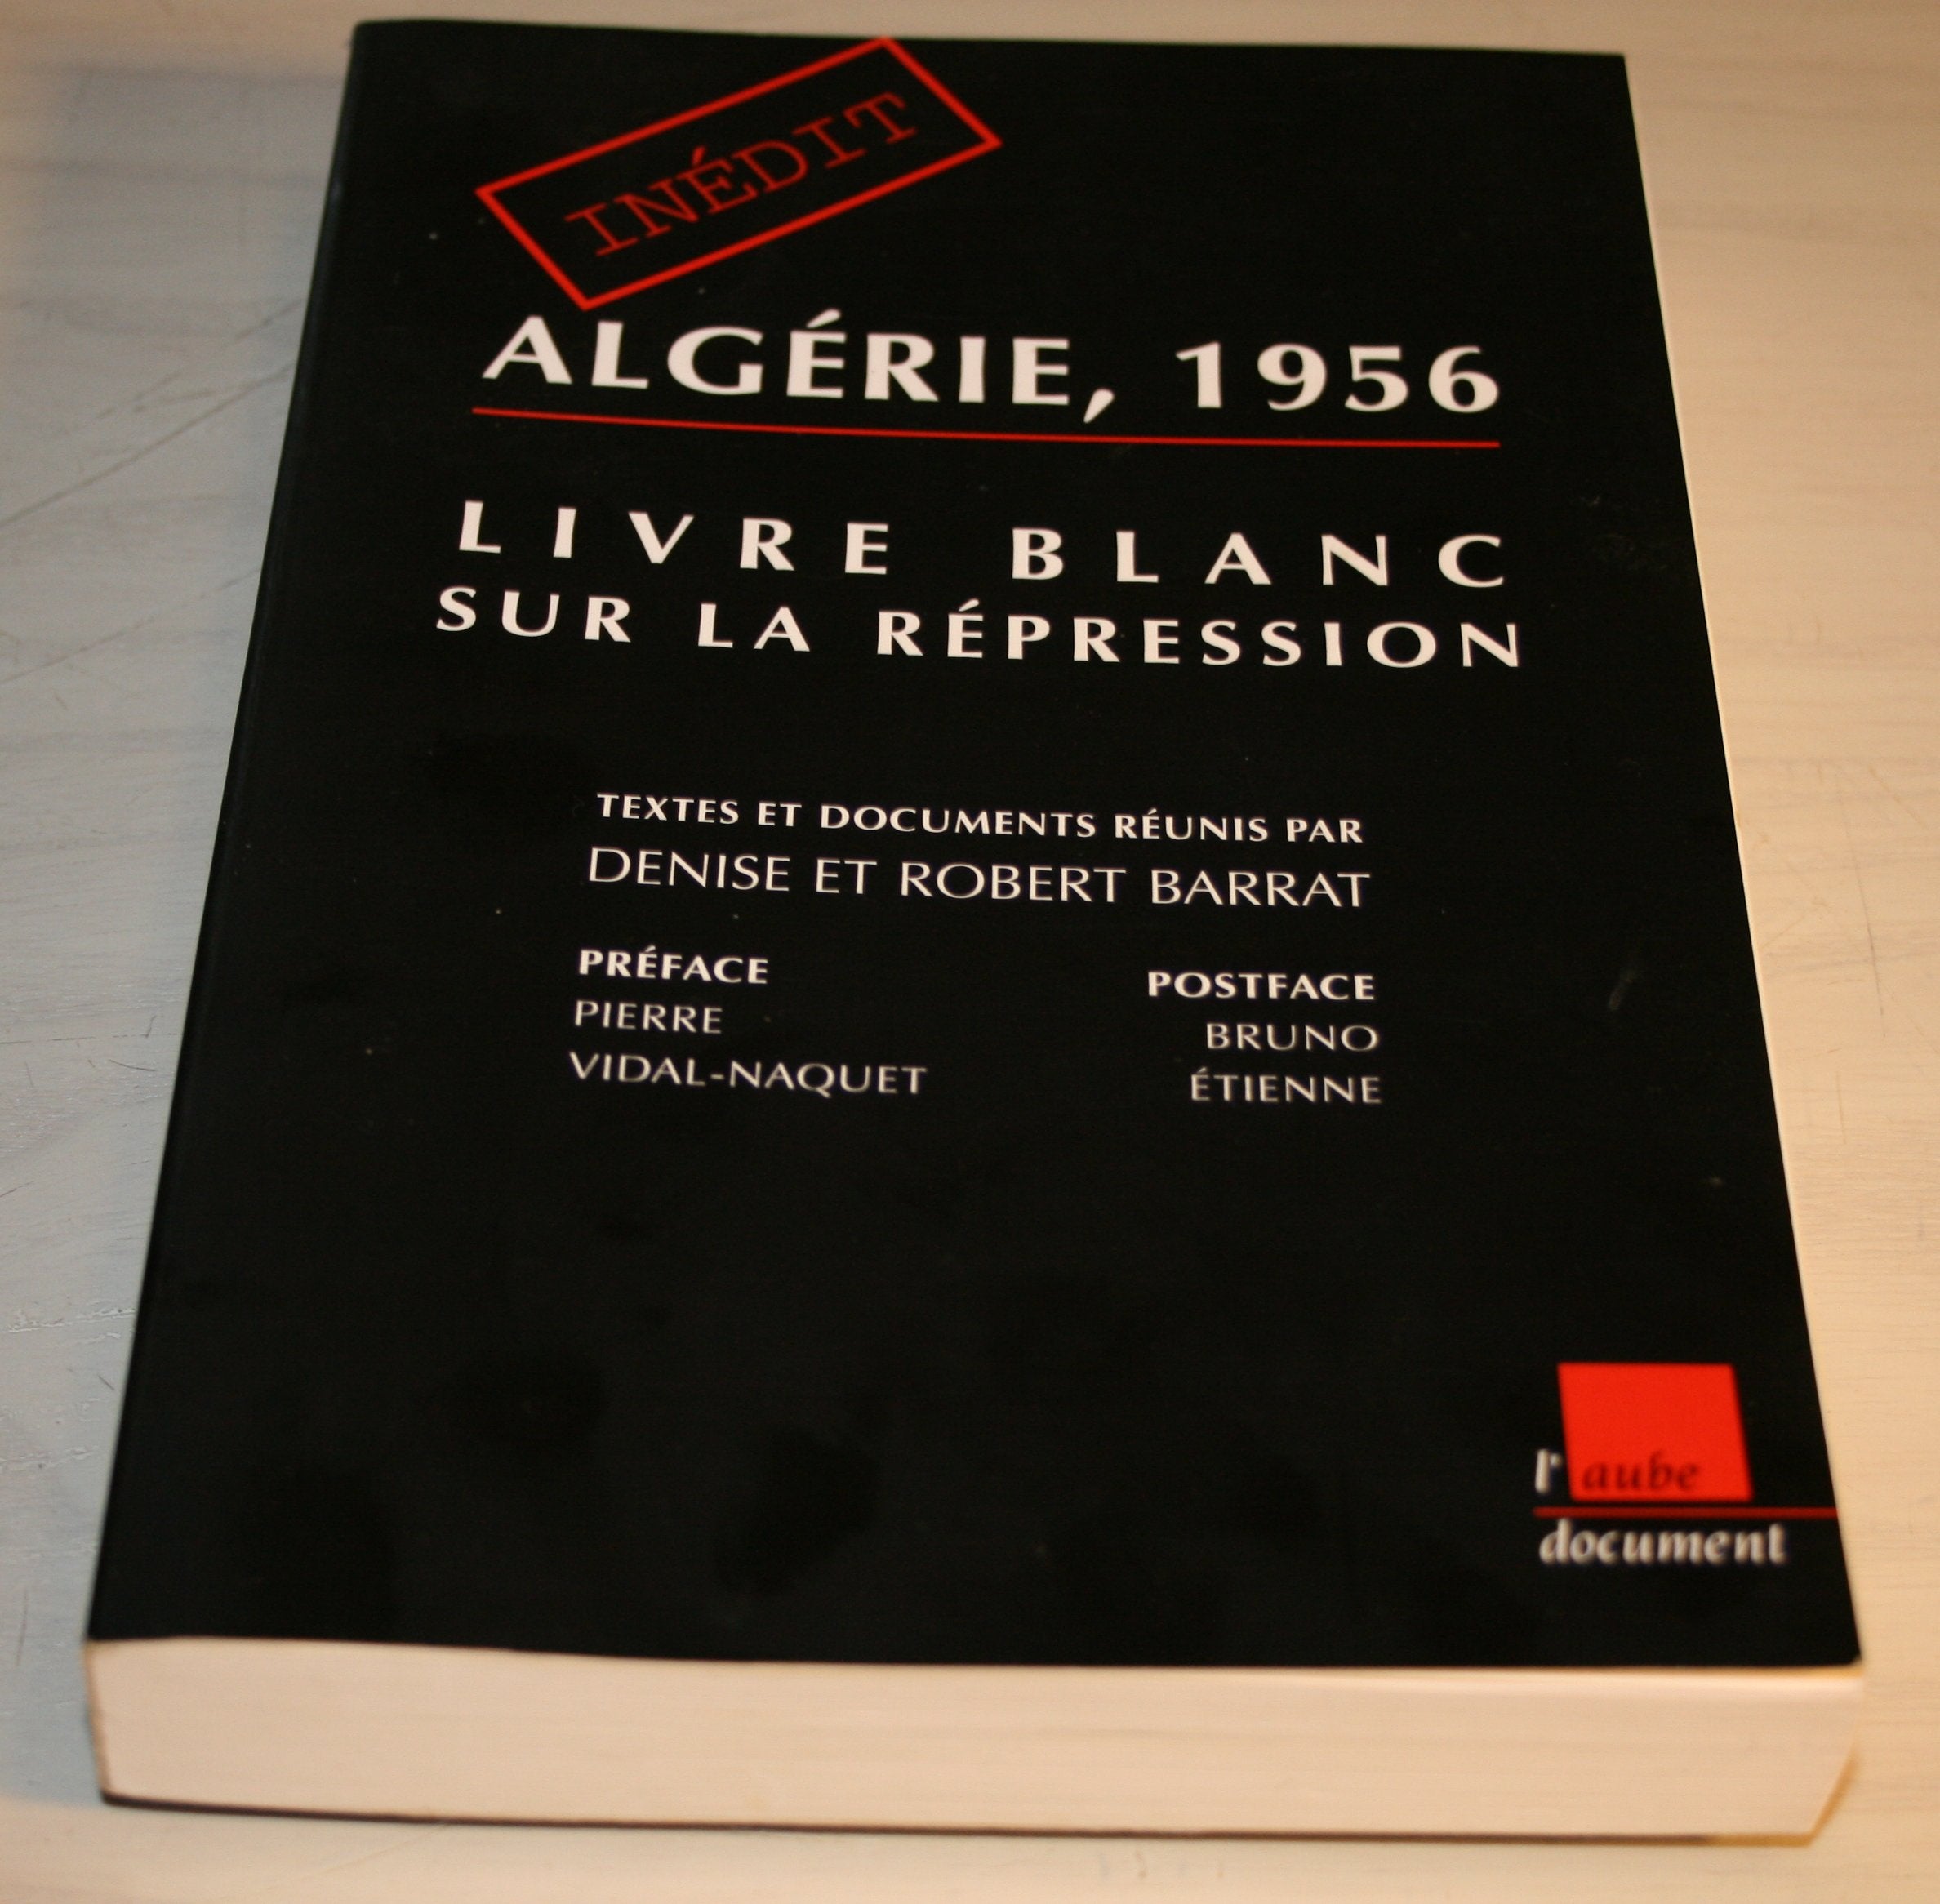 INÉDIT
ALGÉRIE, 1956
LIVRE BLANC
SUR LA RÉPRESSION
TEXTES ET DOCUMENTS RÉUNIS PAR
DENISE ET ROBERT BARRAT
PRÉFACE
PIERRE
VIDAL-NAQUET
POSTFACE
BRUNO
ÉTIENNE
l'aube
document